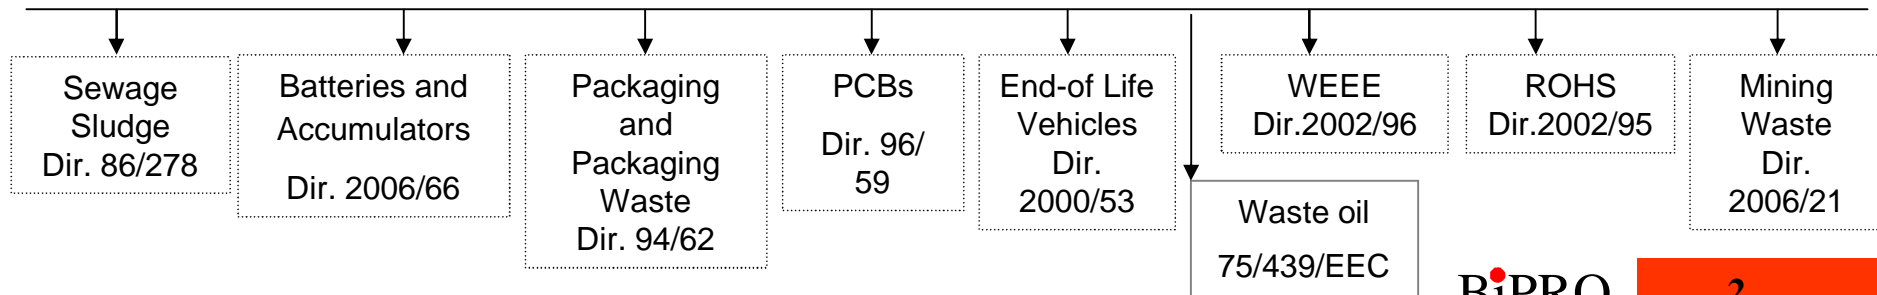 Sewage
Sludge
Dir. 86/278
Batteries and
Accumulators
Dir. 2006/66
Packaging
and
Packaging
Waste
Dir. 94/62
PCBs
Dir. 96/
59
End-of Life
Vehicles
Dir.
2000/53
Waste oil
75/439/EEC
WEEE
Dir.2002/96
ROHS
Dir.2002/95
Mining
Waste
Dir.
2006/21
BiPRO
2